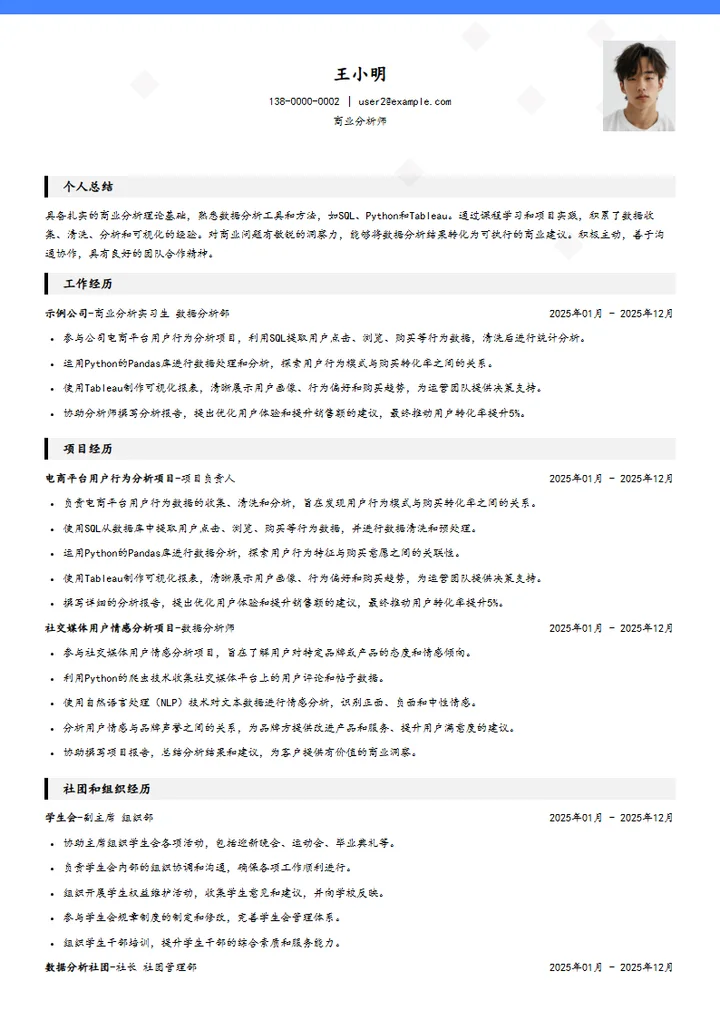 王小明
138-0000-0002 | user2@example.com
商业分析师
个人总结
具备扎实的商业分析理论基础，熟悉数据分析工具和方法，如SQL、Python和Tableau。通过课程学习和项目实践，积累了数据收
集、清洗、分析和可视化的经验。对商业问题有敏锐的洞察力，能够将数据分析结果转化为可执行的商业建议。积极主动，善于沟
通协作，具有良好的团队合作精神。
工作经历
示例公司-商业分析实习生 数据分析部 2025年01月 - 2025年12月
• 参与公司电商平台用户行为分析项目，利用SQL提取用户点击、浏览、购买等行为数据，清洗后进行统计分析。
• 运用Python的Pandas库进行数据处理和分析，探索用户行为模式与购买转化率之间的关系。
• 使用Tableau制作可视化报表，清晰展示用户画像、行为偏好和购买趋势，为运营团队提供决策支持。
• 协助分析师撰写分析报告，提出优化用户体验和提升销售额的建议，最终推动用户转化率提升5%。
项目经历
电商平台用户行为分析项目-项目负责人 2025年01月 - 2025年12月
• 负责电商平台用户行为数据的收集、清洗和分析，旨在发现用户行为模式与购买转化率之间的关系。
• 使用SQL从数据库中提取用户点击、浏览、购买等行为数据，并进行数据清洗和预处理。
• 运用Python的Pandas库进行数据分析，探索用户行为特征与购买意愿之间的关联性。
• 使用Tableau制作可视化报表，清晰展示用户画像、行为偏好和购买趋势，为运营团队提供决策支持。
• 撰写详细的分析报告，提出优化用户体验和提升销售额的建议，最终推动用户转化率提升5%。
社交媒体用户情感分析项目-数据分析师 2025年01月 - 2025年12月
• 参与社交媒体用户情感分析项目，旨在了解用户对特定品牌或产品的态度和情感倾向。
• 利用Python的爬虫技术收集社交媒体平台上的用户评论和帖子数据。
• 使用自然语言处理（NLP）技术对文本数据进行情感分析，识别正面、负面和中性情感。
• 分析用户情感与品牌声誉之间的关系，为品牌方提供改进产品和服务、提升用户满意度的建议。
• 协助撰写项目报告，总结分析结果和建议，为客户提供有价值的商业洞察。
社团和组织经历
学生会-副主席 组织部 2025年01月 - 2025年12月
• 协助主席组织学生会各项活动，包括迎新晚会、运动会、毕业典礼等。
• 负责学生会内部的组织协调和沟通，确保各项工作顺利进行。
• 组织开展学生权益维护活动，收集学生意见和建议，并向学校反映。
• 参与学生会规章制度的制定和修改，完善学生会管理体系。
• 组织学生干部培训，提升学生干部的综合素质和服务能力。
数据分析社团-社长 社团管理部 2025年01月 - 2025年12月